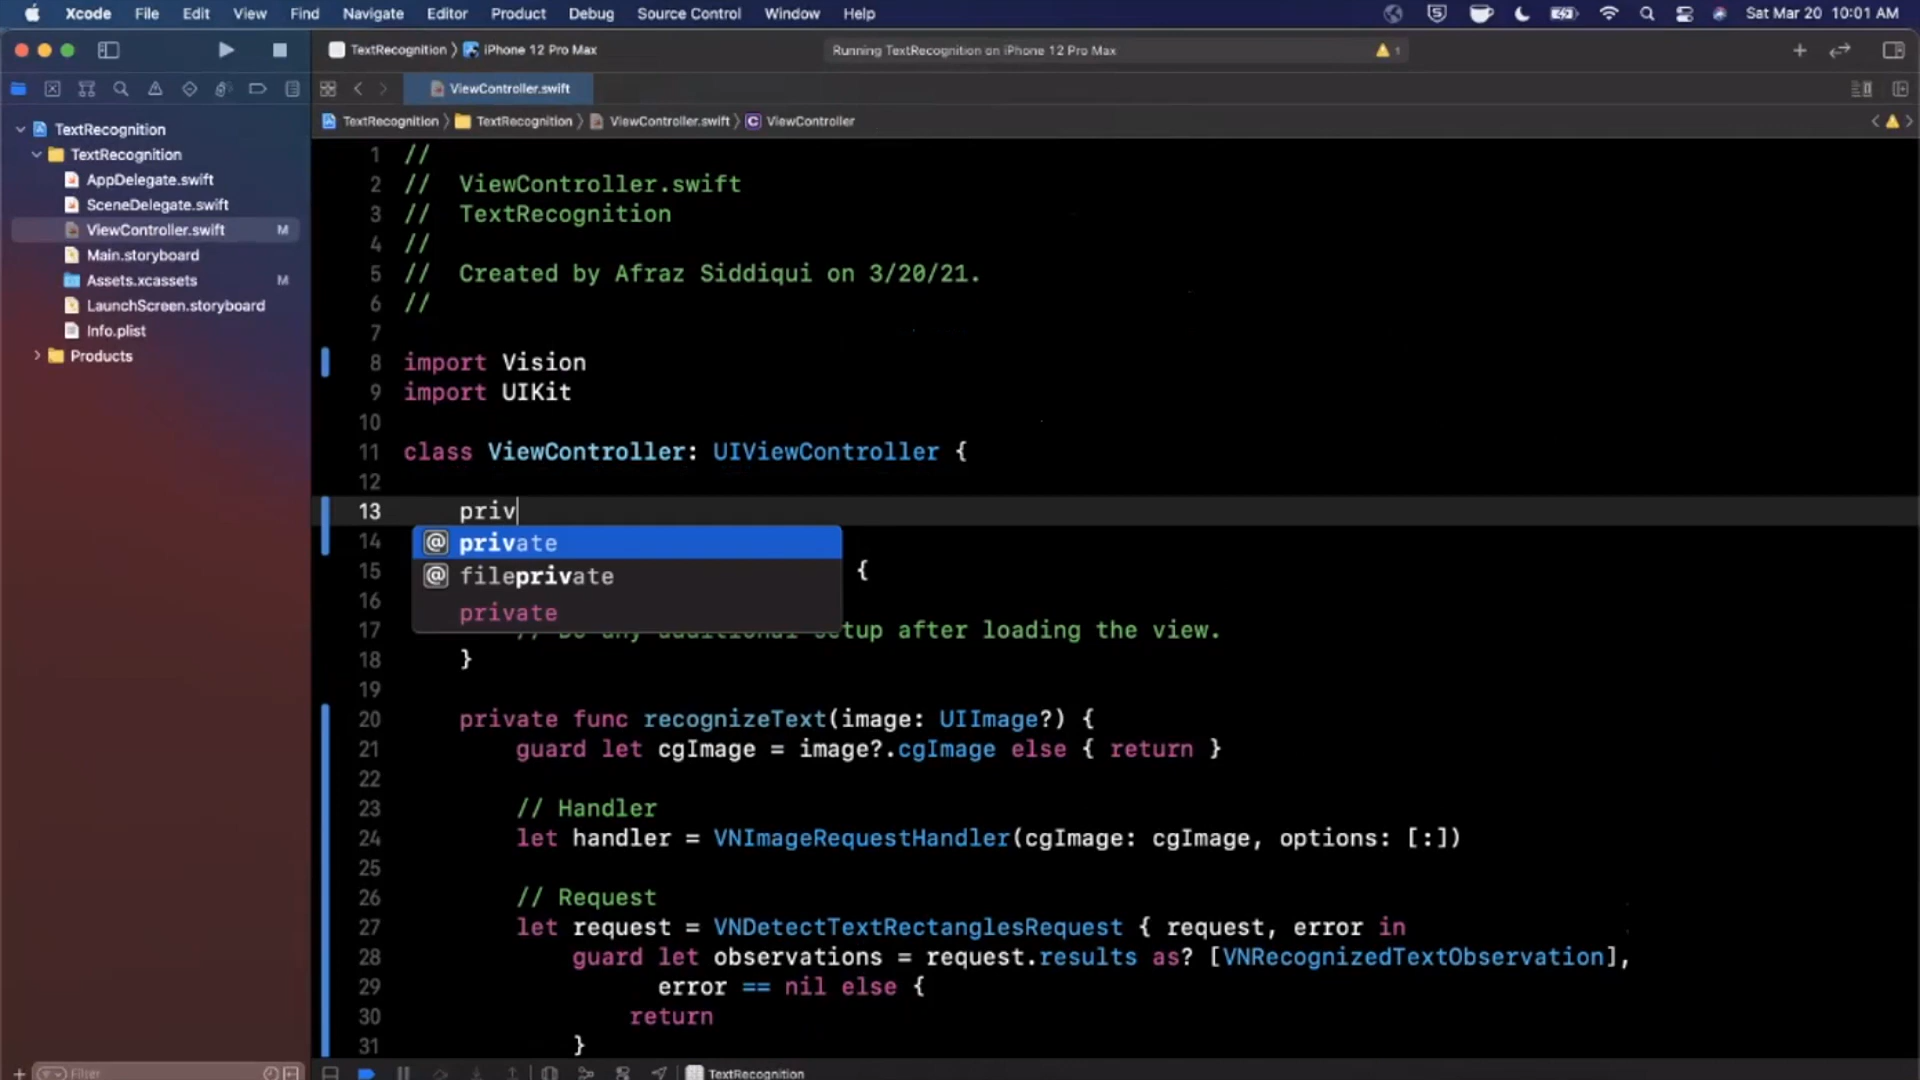 Xcode File Edit View Find Navigate Editor Product Debug Source Control Window Help Sat Mar 20 10:01 AM
TextRecognition 〉 iPhone 12 Pro Max Running TextRecognition on iPhone 12 Pro Max 1
ViewController.swift
TextRecognition 〉 TextRecognition 〉 ViewController.swift 〉 C ViewController
TextRecognition
TextRecognition
AppDelegate.swift
SceneDelegate.swift
ViewController.swift M
Main.storyboard
Assets.xcassets M
LaunchScreen.storyboard
Info.plist
Products
1 //
2 // ViewController.swift
3 // TextRecognition
4 //
5 // Created by Afraz Siddiqui on 3/20/21.
6 //
7
8 import Vision
9 import UIKit
10
11 class ViewController: UIViewController {
12
13 priv
@ private
@ fileprivate
private
14
15 {
16
17 setup after loading the view.
18 }
19
20 private func recognizeText(image: UIImage?) {
21 guard let cgImage = image?.cgImage else { return }
22
23 // Handler
24 let handler = VNImageRequestHandler(cgImage: cgImage, options: [:])
25
26 // Request
27 let request = VNDetectTextRectanglesRequest { request, error in
28 guard let observations = request.results as? [VNRecognizedTextObservation],
29 error == nil else {
30 return
31 }
Filter
TextRecognition